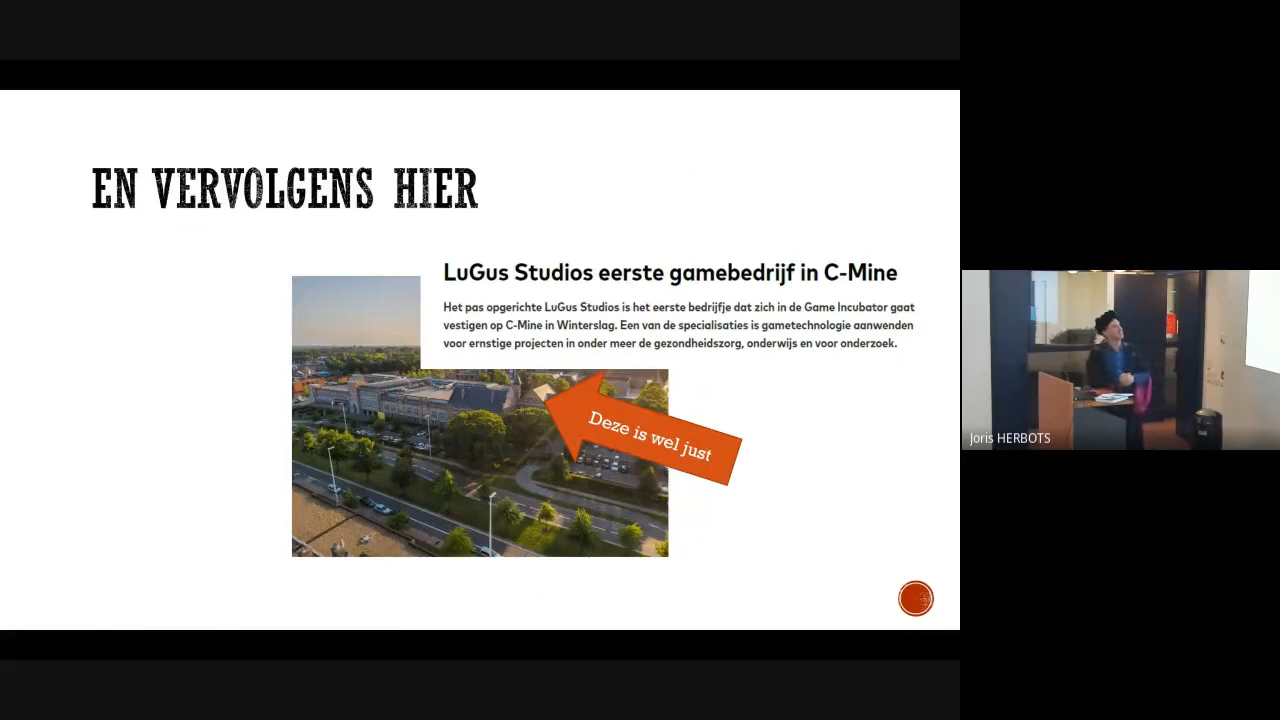 EN VERVOLGENS HIER
LuGus Studios eerste gamebedrijf in C-Mine
Het pas opgerichte LuGus Studios is het eerste bedrijfje dat zich in de Game Incubator gaat
vestigen op C-Mine in Winterslag. Een van de specialisaties is gametechnologie aanwenden
voor ernstige projecten in onder meer de gezondheidszorg, onderwijs en voor onderzoek.
Deze is wel just
Joris HERBOTS